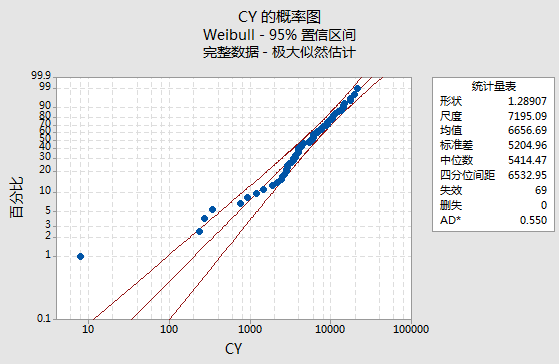 CY 的概率图
Weibull - 95% 置信区间
完整数据 - 极大似然估计
99.9
99
90
80
70
60
50
40
30
20
10
5
3
2
1
0.1
百分比
10
100
1000
10000
100000
CY
统计量表
形状 1.28907
尺度 7195.09
均值 6656.69
标准差 5204.96
中位数 5414.47
四分位间距 6532.95
失效 69
删失 0
AD* 0.550